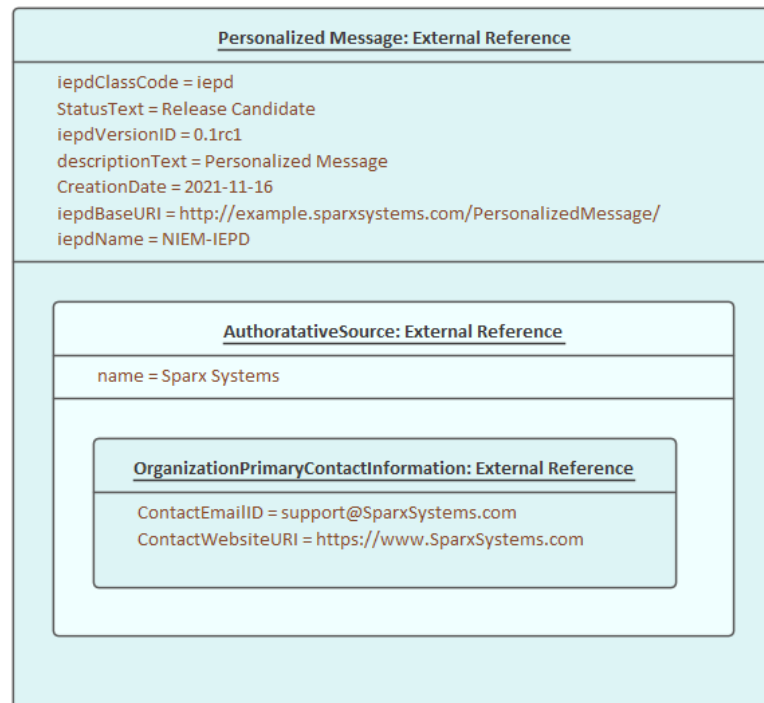 Personalized Message: External Reference
iepdClassCode = iepd
StatusText = Release Candidate
iepdVersionID = 0.1rc1
descriptionText = Personalized Message
CreationDate = 2021-11-16
iepdBaseURI = http://example.sparxsystems.com/PersonalizedMessage/
iepdName = NIEM-IEPD
AuthoratativeSource: External Reference
name = Sparx Systems
OrganizationPrimaryContactInformation: External Reference
ContactEmailID = support@SparxSystems.com
ContactWebsiteURI = https://www.SparxSystems.com